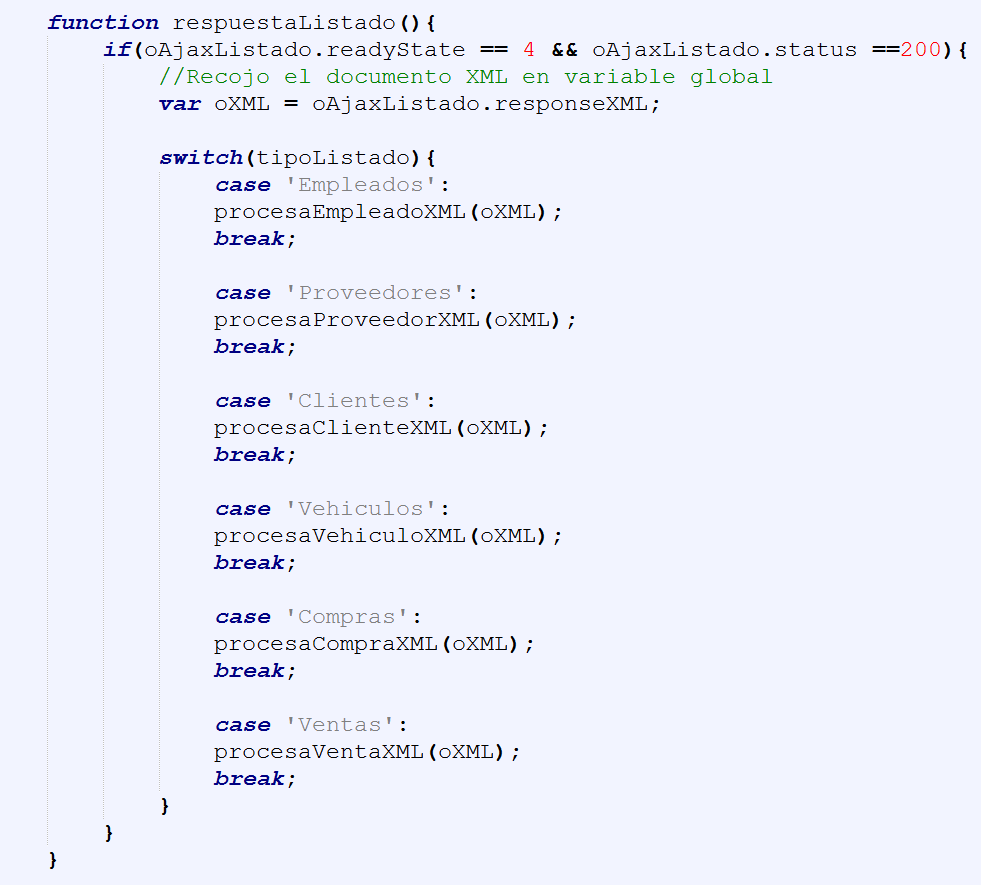 function respuestaListado(){
if(oAjaxListado.readyState == 4 && oAjaxListado.status ==200){
//Recojo el documento XML en variable global
var oXML = oAjaxListado.responseXML;
switch(tipoListado){
case 'Empleados':
procesaEmpleadoXML(oXML);
break;
case 'Proveedores':
procesaProveedorXML(oXML);
break;
case 'Clientes':
procesaClienteXML(oXML);
break;
case 'Vehiculos':
procesaVehiculoXML(oXML);
break;
case 'Compras':
procesaCompraXML(oXML);
break;
case 'Ventas':
procesaVentaXML(oXML);
break;
}
}
}